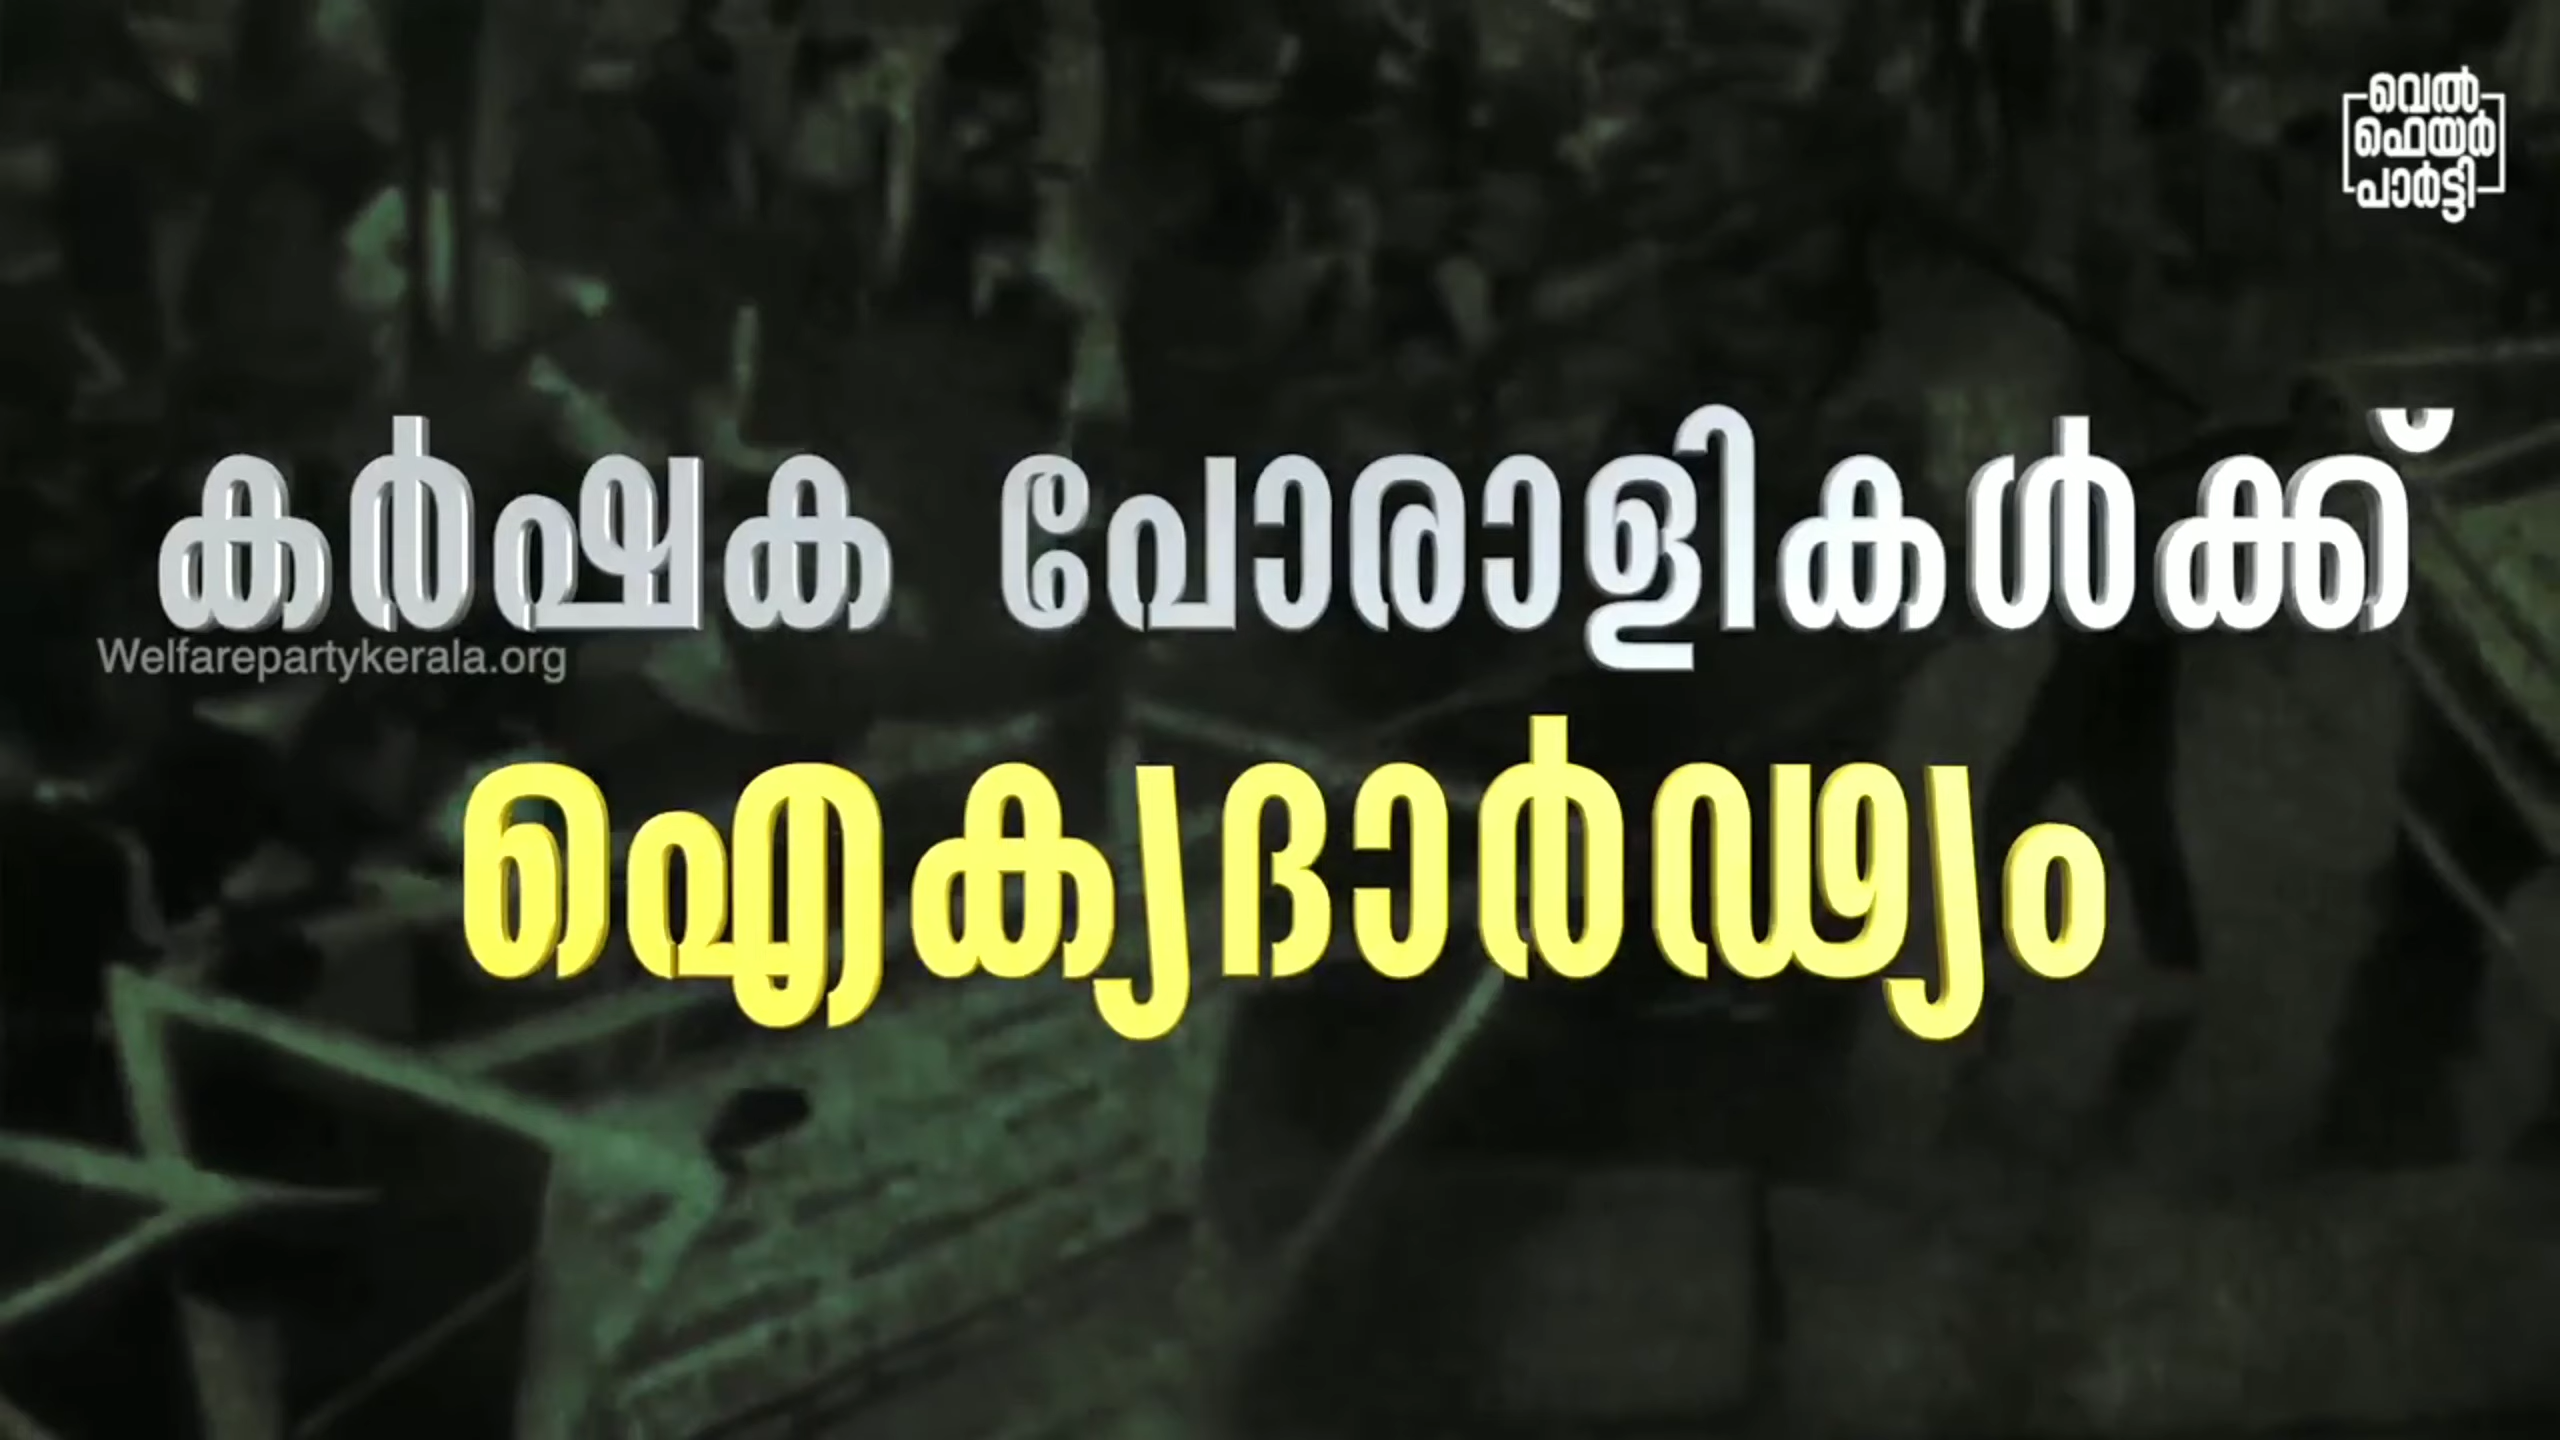 വെൽ
ഫെയർ
പാർട്ടി
കർഷക പോരാളികൾക്ക്
Welfarepartykerala.org
ഐക്യദാർഢ്യം